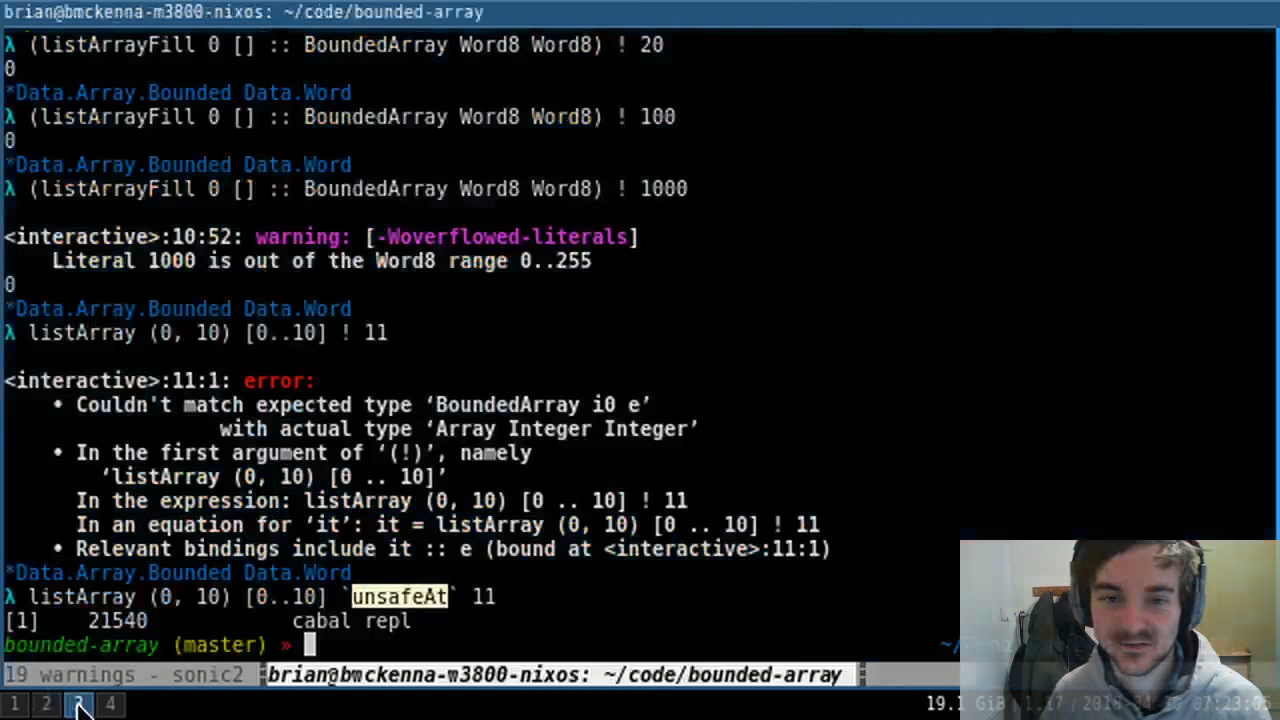 brian@bmckenna-m3800-nixos: ~/code/bounded-array
λ (listArrayFill 0 [] :: BoundedArray Word8 Word8) ! 20
0
*Data.Array.Bounded Data.Word
λ (listArrayFill 0 [] :: BoundedArray Word8 Word8) ! 100
0
*Data.Array.Bounded Data.Word
λ (listArrayFill 0 [] :: BoundedArray Word8 Word8) ! 1000
<interactive>:10:52: warning: [-Woverflowed-literals]
Literal 1000 is out of the Word8 range 0..255
0
*Data.Array.Bounded Data.Word
λ listArray (0, 10) [0..10] ! 11
<interactive>:11:1: error:
• Couldn't match expected type ‘BoundedArray i0 e’
with actual type ‘Array Integer Integer’
• In the first argument of ‘(!)’, namely
‘listArray (0, 10) [0 .. 10]’
In the expression: listArray (0, 10) [0 .. 10] ! 11
In an equation for ‘it’: it = listArray (0, 10) [0 .. 10] ! 11
• Relevant bindings include it :: e (bound at <interactive>:11:1)
*Data.Array.Bounded Data.Word
λ listArray (0, 10) [0..10] `unsafeAt` 11
[1] 21540 cabal repl
bounded-array (master) »
19 warnings - sonic2 brian@bmckenna-m3800-nixos: ~/code/bounded-array
1 2 3 4 19.1 GiB